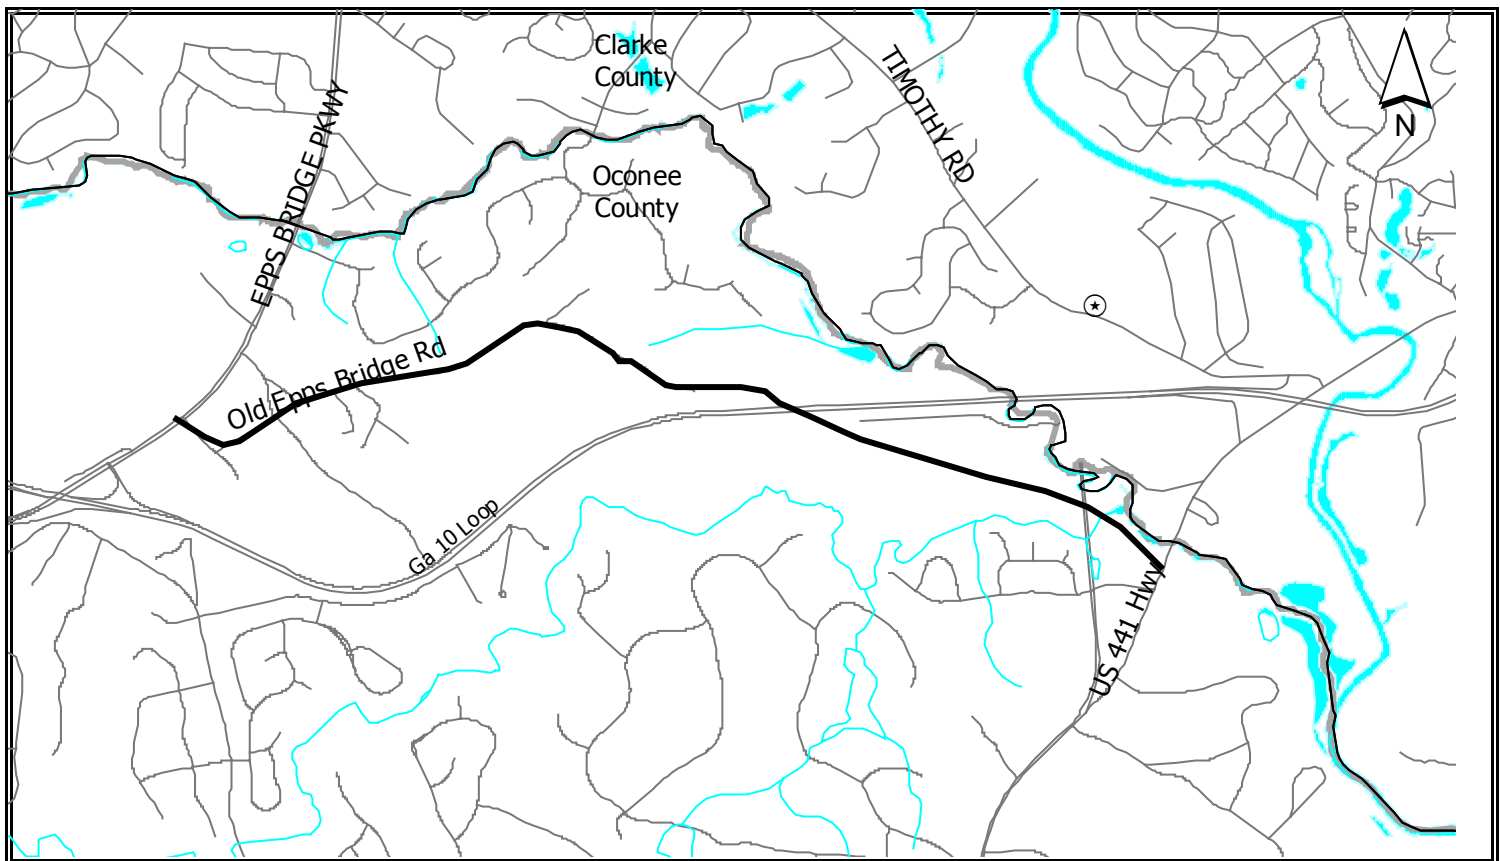 Clarke
County
TIMOTHY RD
N
EPPS BRIDGE PKWY
Oconee
County
Old Epps Bridge Rd
Ga 10 Loop
US 441 Hwy